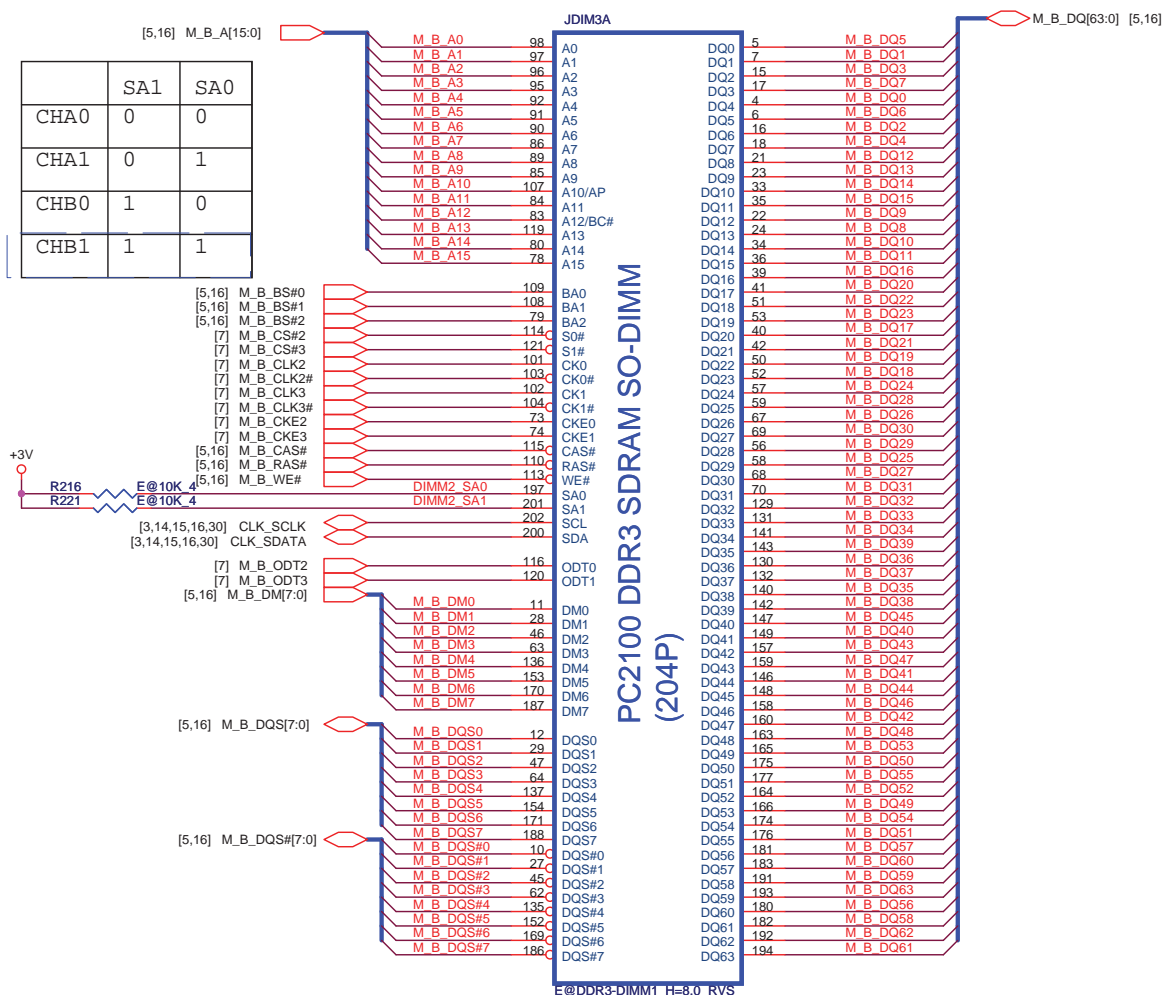 JDIM3A
[5,16] M_B_A[15:0]
SA1 SA0
CHA0 0 0
CHA1 0 1
CHB0 1 0
CHB1 1 1
M_B_A0 98 A0
M_B_A1 97 A1
M_B_A2 96 A2
M_B_A3 95 A3
M_B_A4 92 A4
M_B_A5 91 A5
M_B_A6 90 A6
M_B_A7 86 A7
M_B_A8 89 A8
M_B_A9 85 A9
M_B_A10 107 A10/AP
M_B_A11 84 A11
M_B_A12 83 A12/BC#
M_B_A13 119 A13
M_B_A14 80 A14
M_B_A15 78 A15
[5,16] M_B_BS#0 109 BA0
[5,16] M_B_BS#1 108 BA1
[5,16] M_B_BS#2 79 BA2
[7] M_B_CS#2 114 S0#
[7] M_B_CS#3 121 S1#
[7] M_B_CLK2 101 CK0
[7] M_B_CLK2# 103 CK0#
[7] M_B_CLK3 102 CK1
[7] M_B_CLK3# 104 CK1#
[7] M_B_CKE2 73 CKE0
[7] M_B_CKE3 74 CKE1
[5,16] M_B_CAS# 115 CAS#
[5,16] M_B_RAS# 110 RAS#
[5,16] M_B_WE# 113 WE#
+3V
R216 E@10K_4 DIMM2_SA0 197 SA0
R221 E@10K_4 DIMM2_SA1 201 SA1
[3,14,15,16,30] CLK_SCLK 202 SCL
[3,14,15,16,30] CLK_SDATA 200 SDA
[7] M_B_ODT2 116 ODT0
[7] M_B_ODT3 120 ODT1
[5,16] M_B_DM[7:0]
M_B_DM0 11 DM0
M_B_DM1 28 DM1
M_B_DM2 46 DM2
M_B_DM3 63 DM3
M_B_DM4 136 DM4
M_B_DM5 153 DM5
M_B_DM6 170 DM6
M_B_DM7 187 DM7
[5,16] M_B_DQS[7:0]
M_B_DQS0 12 DQS0
M_B_DQS1 29 DQS1
M_B_DQS2 47 DQS2
M_B_DQS3 64 DQS3
M_B_DQS4 137 DQS4
M_B_DQS5 154 DQS5
M_B_DQS6 171 DQS6
M_B_DQS7 188 DQS7
[5,16] M_B_DQS#[7:0]
M_B_DQS#0 10 DQS#0
M_B_DQS#1 27 DQS#1
M_B_DQS#2 45 DQS#2
M_B_DQS#3 62 DQS#3
M_B_DQS#4 135 DQS#4
M_B_DQS#5 152 DQS#5
M_B_DQS#6 169 DQS#6
M_B_DQS#7 186 DQS#7
PC2100 DDR3 SDRAM SO-DIMM
(204P)
M_B_DQ[63:0] [5,16]
DQ0 5 M_B_DQ5
DQ1 7 M_B_DQ1
DQ2 15 M_B_DQ3
DQ3 17 M_B_DQ7
DQ4 4 M_B_DQ0
DQ5 6 M_B_DQ6
DQ6 16 M_B_DQ2
DQ7 18 M_B_DQ4
DQ8 21 M_B_DQ12
DQ9 23 M_B_DQ13
DQ10 33 M_B_DQ14
DQ11 35 M_B_DQ15
DQ12 22 M_B_DQ9
DQ13 24 M_B_DQ8
DQ14 34 M_B_DQ10
DQ15 36 M_B_DQ11
DQ16 39 M_B_DQ16
DQ17 41 M_B_DQ20
DQ18 51 M_B_DQ22
DQ19 53 M_B_DQ23
DQ20 40 M_B_DQ17
DQ21 42 M_B_DQ21
DQ22 50 M_B_DQ19
DQ23 52 M_B_DQ18
DQ24 57 M_B_DQ24
DQ25 59 M_B_DQ28
DQ26 67 M_B_DQ26
DQ27 69 M_B_DQ30
DQ28 56 M_B_DQ29
DQ29 58 M_B_DQ25
DQ30 68 M_B_DQ27
DQ31 70 M_B_DQ31
DQ32 129 M_B_DQ32
DQ33 131 M_B_DQ33
DQ34 141 M_B_DQ34
DQ35 143 M_B_DQ39
DQ36 130 M_B_DQ36
DQ37 132 M_B_DQ37
DQ38 140 M_B_DQ35
DQ39 142 M_B_DQ38
DQ40 147 M_B_DQ45
DQ41 149 M_B_DQ40
DQ42 157 M_B_DQ43
DQ43 159 M_B_DQ47
DQ44 146 M_B_DQ41
DQ45 148 M_B_DQ44
DQ46 158 M_B_DQ46
DQ47 160 M_B_DQ42
DQ48 163 M_B_DQ48
DQ49 165 M_B_DQ53
DQ50 175 M_B_DQ50
DQ51 177 M_B_DQ55
DQ52 164 M_B_DQ52
DQ53 166 M_B_DQ49
DQ54 174 M_B_DQ54
DQ55 176 M_B_DQ51
DQ56 181 M_B_DQ57
DQ57 183 M_B_DQ60
DQ58 191 M_B_DQ59
DQ59 193 M_B_DQ63
DQ60 180 M_B_DQ56
DQ61 182 M_B_DQ58
DQ62 192 M_B_DQ62
DQ63 194 M_B_DQ61
E@DDR3-DIMM1_H=8.0_RVS